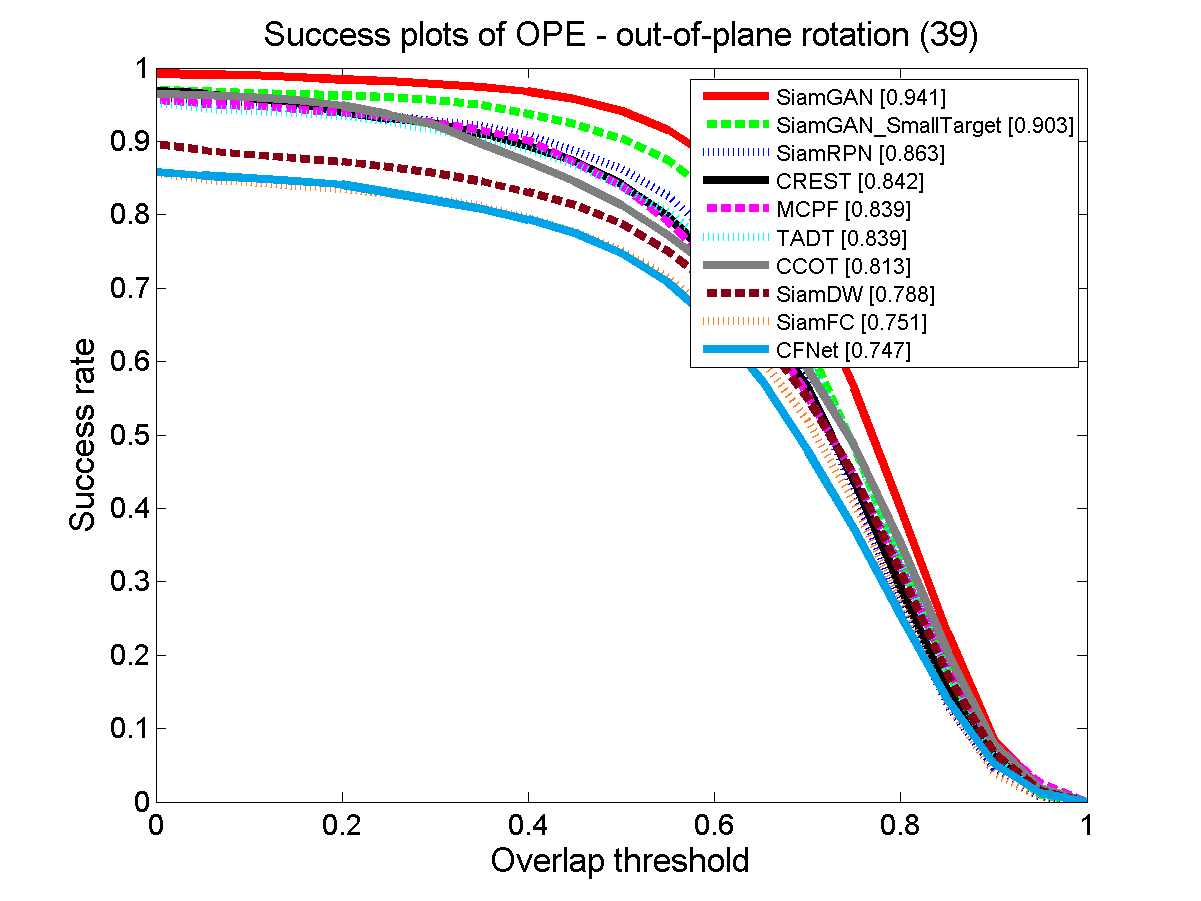 Success plots of OPE - out-of-plane rotation (39)
1
0.9
0.8
0.7
0.6
0.5
0.4
0.3
0.2
0.1
0
Success rate
SiamGAN [0.941]
SiamGAN_SmallTarget [0.903]
SiamRPN [0.863]
CREST [0.842]
MCPF [0.839]
TADT [0.839]
CCOT [0.813]
SiamDW [0.788]
SiamFC [0.751]
CFNet [0.747]
0 0.2 0.4 0.6 0.8 1
Overlap threshold